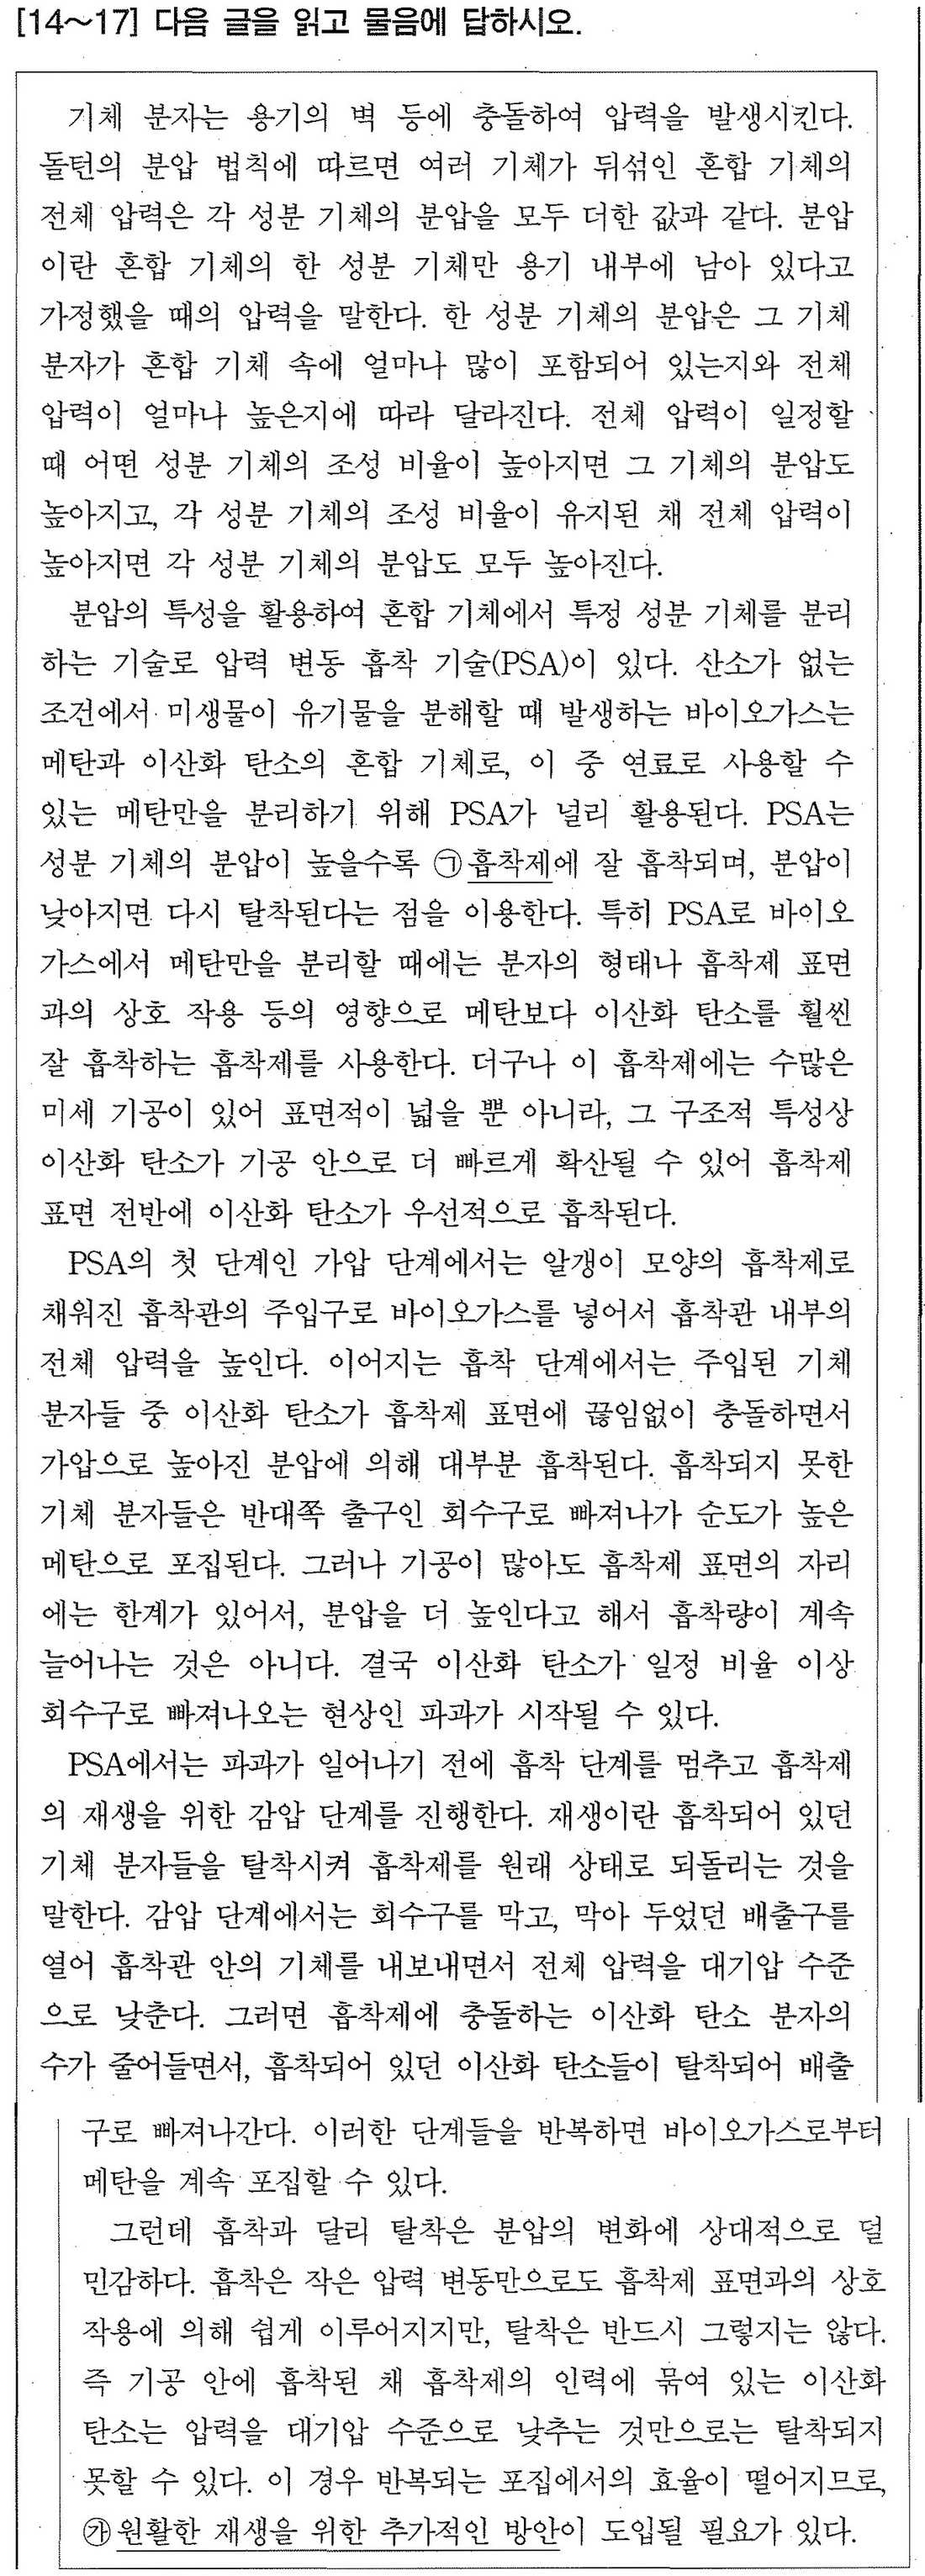 [14～17] 다음 글을 읽고 물음에 답하시오.
기체 분자는 용기의 벽 등에 충돌하여 압력을 발생시킨다.
돌턴의 분압 법칙에 따르면 여러 기체가 뒤섞인 혼합 기체의
전체 압력은 각 성분 기체의 분압을 모두 더한 값과 같다. 분압
이란 혼합 기체의 한 성분 기체만 용기 내부에 남아 있다고
가정했을 때의 압력을 말한다. 한 성분 기체의 분압은 그 기체
분자가 혼합 기체 속에 얼마나 많이 포함되어 있는지와 전체
압력이 얼마나 높은지에 따라 달라진다. 전체 압력이 일정할
때 어떤 성분 기체의 조성 비율이 높아지면 그 기체의 분압도
높아지고, 각 성분 기체의 조성 비율이 유지된 채 전체 압력이
높아지면 각 성분 기체의 분압도 모두 높아진다.
분압의 특성을 활용하여 혼합 기체에서 특정 성분 기체를 분리
하는 기술로 압력 변동 흡착 기술(PSA)이 있다. 산소가 없는
조건에서 미생물이 유기물을 분해할 때 발생하는 바이오가스는
메탄과 이산화 탄소의 혼합 기체로, 이 중 연료로 사용할 수
있는 메탄만을 분리하기 위해 PSA가 널리 활용된다. PSA는
성분 기체의 분압이 높을수록 ㉠흡착제에 잘 흡착되며, 분압이
낮아지면 다시 탈착된다는 점을 이용한다. 특히 PSA로 바이오
가스에서 메탄만을 분리할 때에는 분자의 형태나 흡착제 표면
과의 상호 작용 등의 영향으로 메탄보다 이산화 탄소를 훨씬
잘 흡착하는 흡착제를 사용한다. 더구나 이 흡착제에는 수많은
미세 기공이 있어 표면적이 넓을 뿐 아니라, 그 구조적 특성상
이산화 탄소가 기공 안으로 더 빠르게 확산될 수 있어 흡착제
표면 전반에 이산화 탄소가 우선적으로 흡착된다.
PSA의 첫 단계인 가압 단계에서는 알갱이 모양의 흡착제로
채워진 흡착관의 주입구로 바이오가스를 넣어서 흡착관 내부의
전체 압력을 높인다. 이어지는 흡착 단계에서는 주입된 기체
분자들 중 이산화 탄소가 흡착제 표면에 끊임없이 충돌하면서
가압으로 높아진 분압에 의해 대부분 흡착된다. 흡착되지 못한
기체 분자들은 반대쪽 출구인 회수구로 빠져나가 순도가 높은
메탄으로 포집된다. 그러나 기공이 많아도 흡착제 표면의 자리
에는 한계가 있어서, 분압을 더 높인다고 해서 흡착량이 계속
늘어나는 것은 아니다. 결국 이산화 탄소가 일정 비율 이상
회수구로 빠져나오는 현상인 파과가 시작될 수 있다.
PSA에서는 파과가 일어나기 전에 흡착 단계를 멈추고 흡착제
의 재생을 위한 감압 단계를 진행한다. 재생이란 흡착되어 있던
기체 분자들을 탈착시켜 흡착제를 원래 상태로 되돌리는 것을
말한다. 감압 단계에서는 회수구를 막고, 막아 두었던 배출구를
열어 흡착관 안의 기체를 내보내면서 전체 압력을 대기압 수준
으로 낮춘다. 그러면 흡착제에 충돌하는 이산화 탄소 분자의
수가 줄어들면서, 흡착되어 있던 이산화 탄소들이 탈착되어 배출
구로 빠져나간다. 이러한 단계들을 반복하면 바이오가스로부터
메탄을 계속 포집할 수 있다.
그런데 흡착과 달리 탈착은 분압의 변화에 상대적으로 덜
민감하다. 흡착은 작은 압력 변동만으로도 흡착제 표면과의 상호
작용에 의해 쉽게 이루어지지만, 탈착은 반드시 그렇지는 않다.
즉 기공 안에 흡착된 채 흡착제의 인력에 묶여 있는 이산화
탄소는 압력을 대기압 수준으로 낮추는 것만으로는 탈착되지
못할 수 있다. 이 경우 반복되는 포집에서의 효율이 떨어지므로,
㉮원활한 재생을 위한 추가적인 방안이 도입될 필요가 있다.